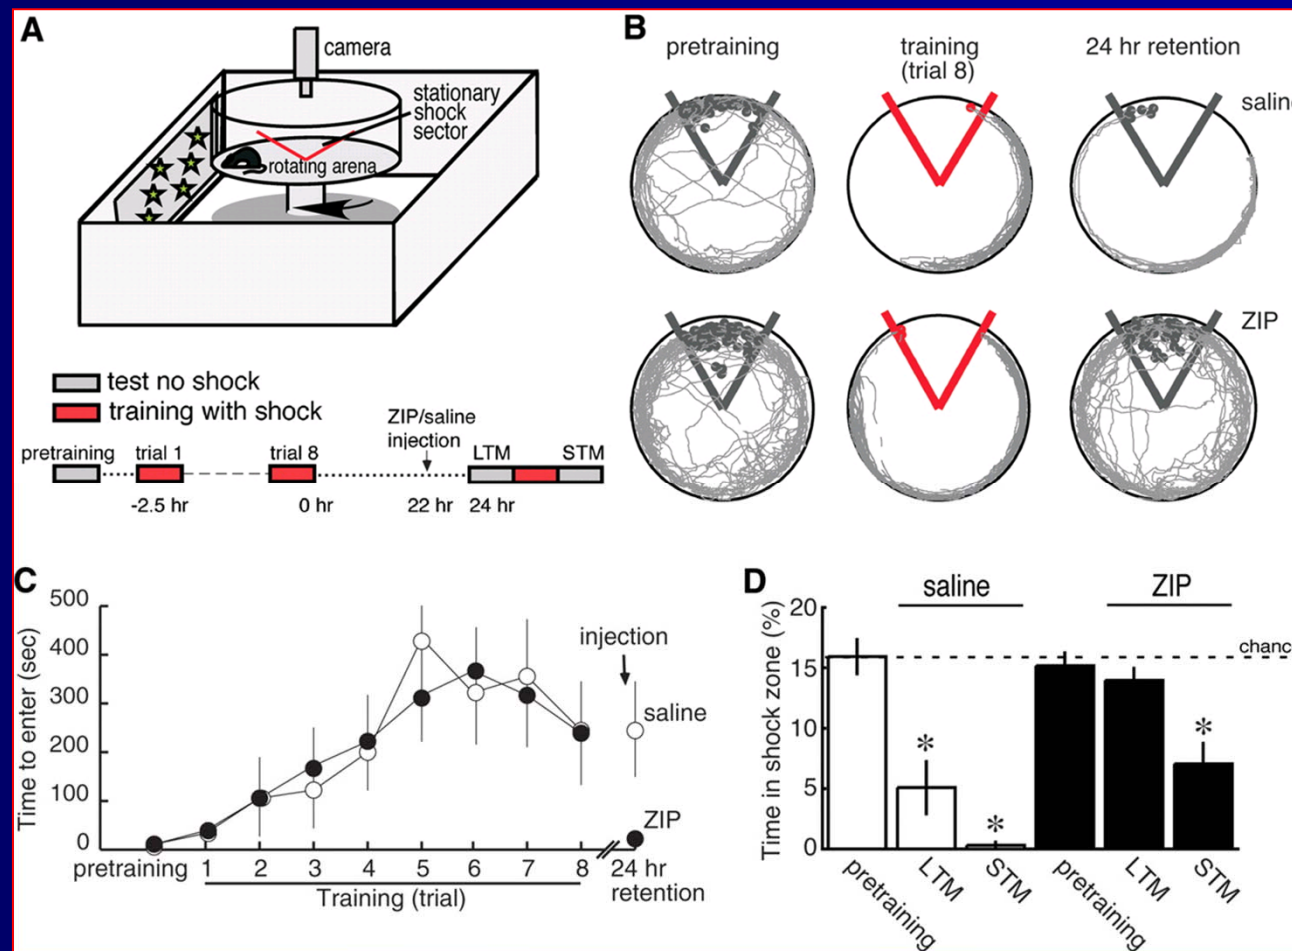 A
camera
stationary
shock
sector
rotating arena
test no shock
training with shock
ZIP/saline
injection
pretraining trial 1 trial 8 LTM STM
-2.5 hr 0 hr 22 hr 24 hr
B
pretraining training 24 hr retention
(trial 8)
saline
ZIP
C
Time to enter (sec)
500
400
300
200
100
0
injection
saline
ZIP
pretraining 1 2 3 4 5 6 7 8 24 hr
retention
Training (trial)
D
saline ZIP
Time in shock zone (%)
20
15
10
5
0
chanc
* * *
pretraining LTM STM pretraining LTM STM